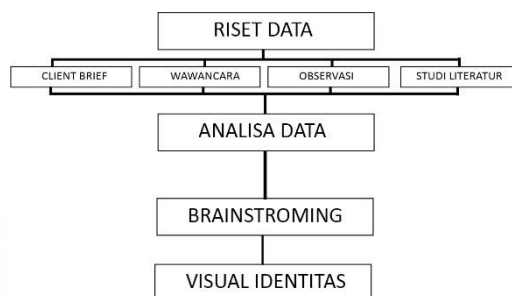 RISET DATA
CLIENT BRIEF
WAWANCARA
OBSERVASI
STUDI LITERATUR
ANALISA DATA
BRAINSTROMING
VISUAL IDENTITAS